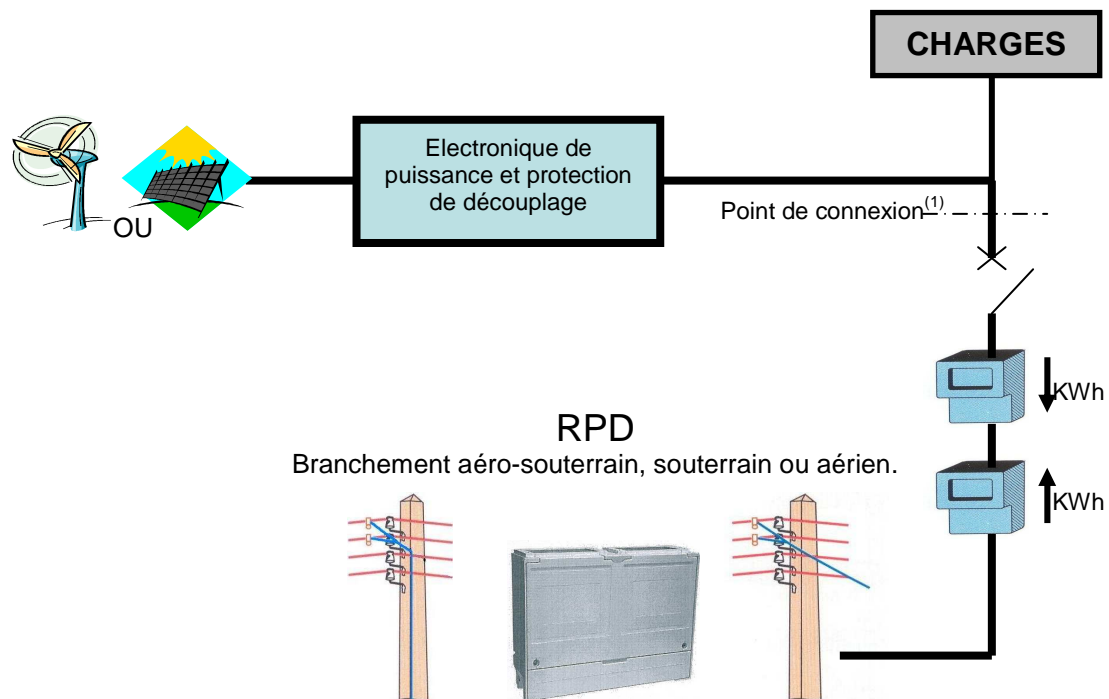 CHARGES
Electronique de
puissance et protection
de découplage
OU
Point de connexion(1)
KWh
RPD
Branchement aéro-souterrain, souterrain ou aérien.
KWh